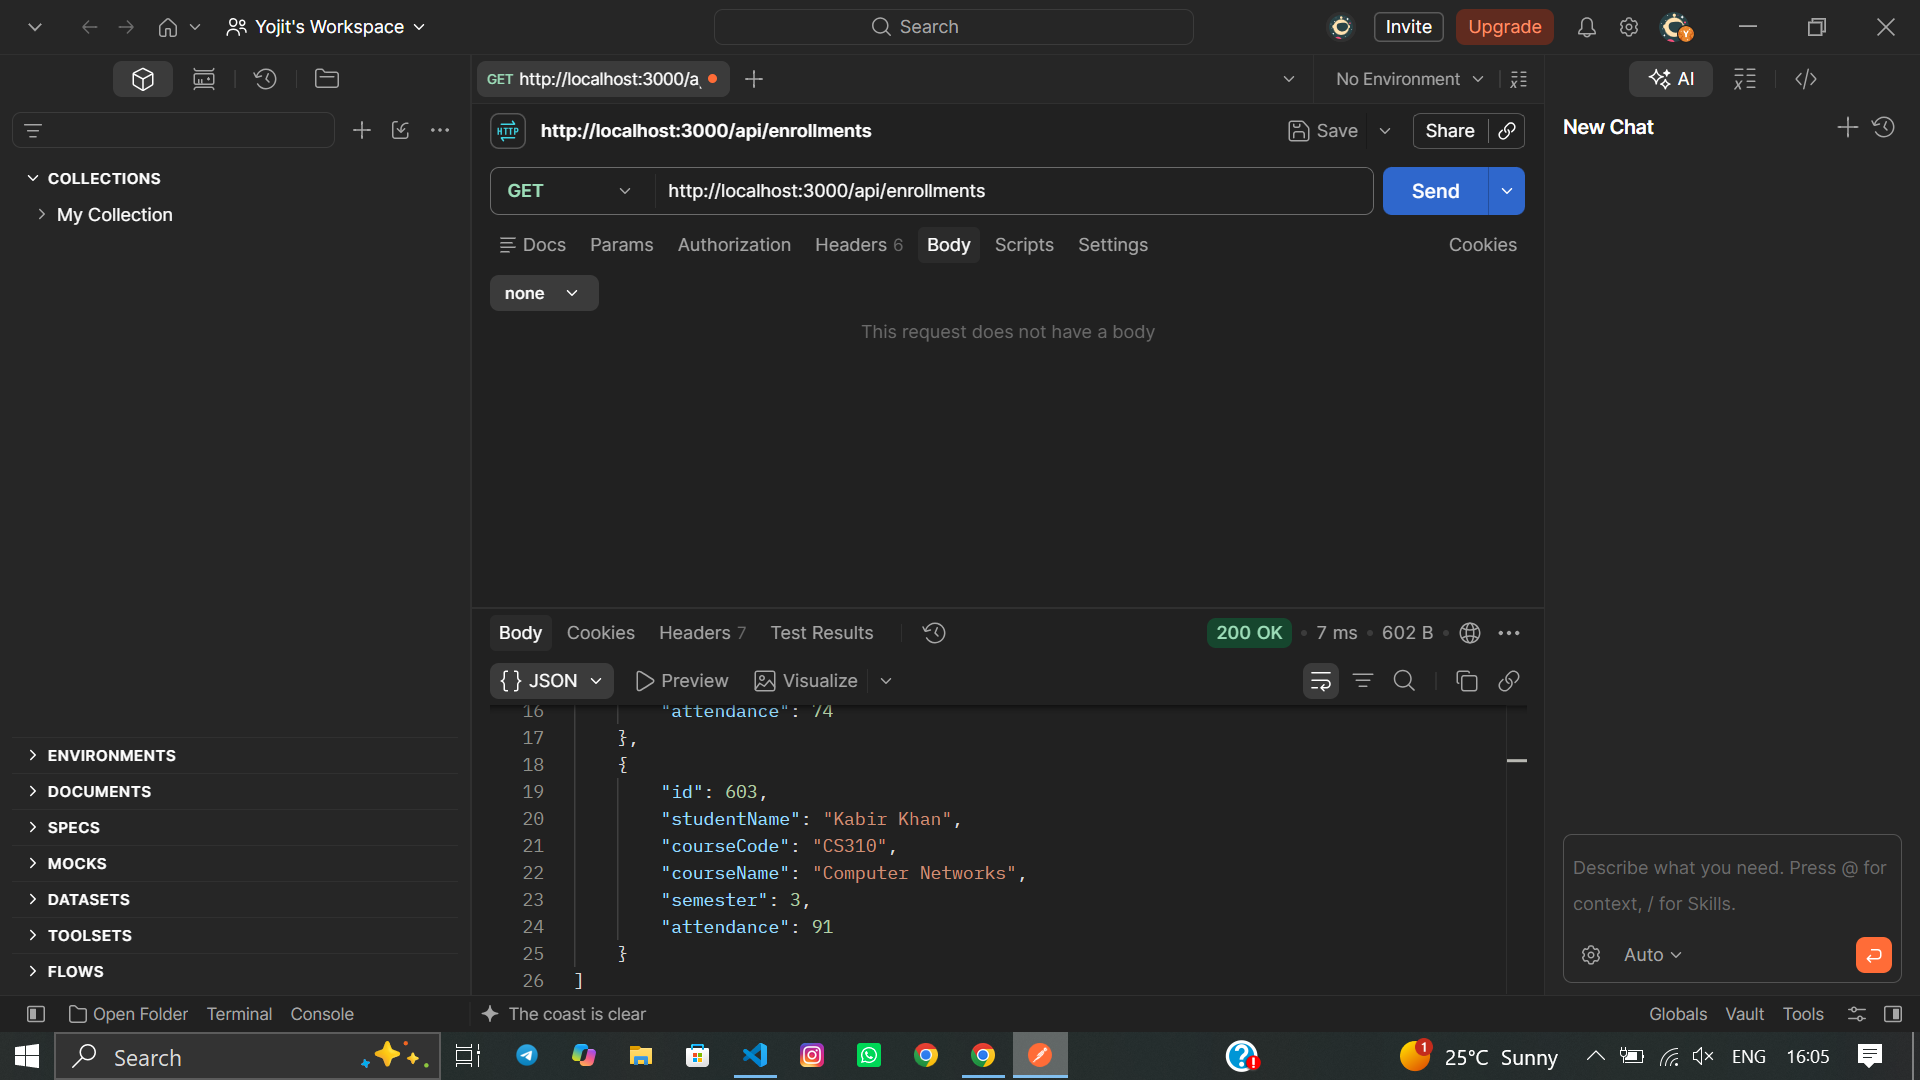 Yojit's Workspace
Search
Invite
Upgrade
GET http://localhost:3000/a
No Environment
AI
HTTP http://localhost:3000/api/enrollments
Save
Share
New Chat
COLLECTIONS
My Collection
GET http://localhost:3000/api/enrollments
Send
Docs Params Authorization Headers 6 Body Scripts Settings Cookies
none
This request does not have a body
Body Cookies Headers 7 Test Results
200 OK • 7 ms • 602 B •
{} JSON Preview Visualize
16 "attendance": 74
17 },
18 {
19 "id": 603,
20 "studentName": "Kabir Khan",
21 "courseCode": "CS310",
22 "courseName": "Computer Networks",
23 "semester": 3,
24 "attendance": 91
25 }
26 ]
ENVIRONMENTS
DOCUMENTS
SPECS
MOCKS
DATASETS
TOOLSETS
FLOWS
Describe what you need. Press @ for
context, / for Skills.
Auto
Open Folder Terminal Console
The coast is clear
Globals Vault Tools
Search
1
25°C Sunny
ENG
16:05